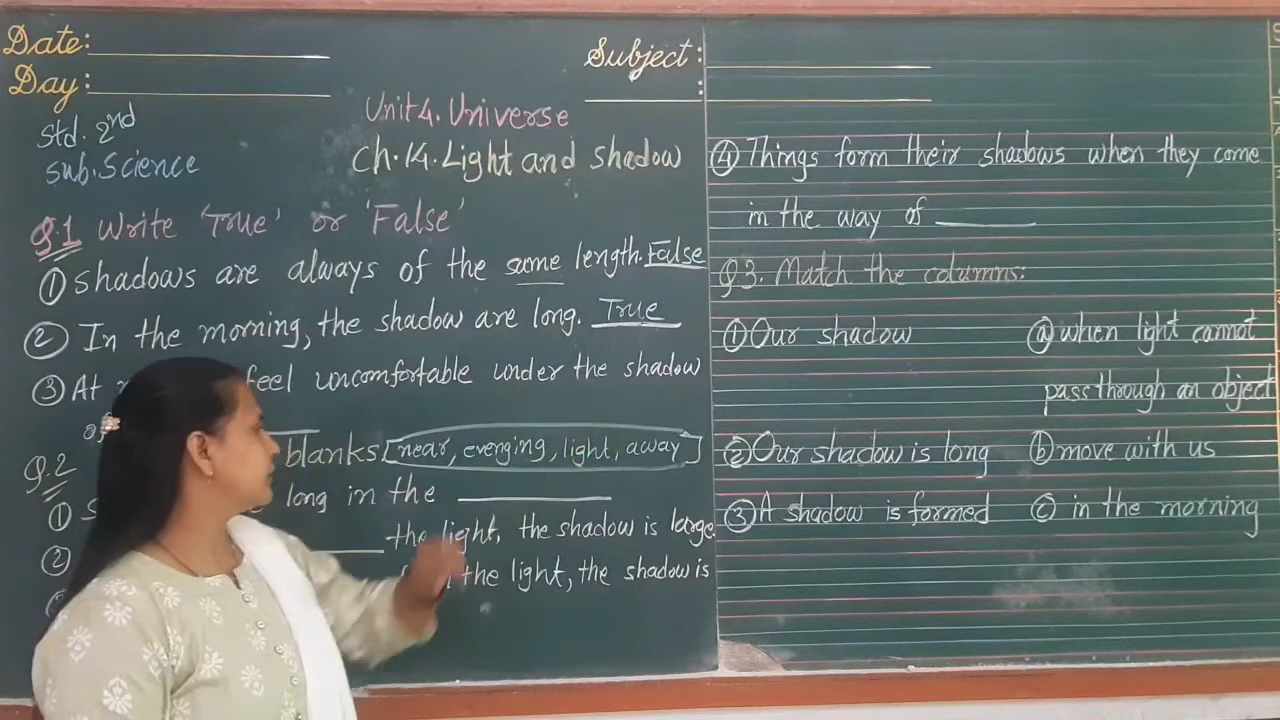 Date:
Day:
Subject:
Std. 2nd
Sub. Science
Unit 4. Universe
Ch. 14. Light and Shadow
Q.1 Write 'True' or 'False'
① Shadows are always of the same length. False
② In the morning, the shadow are long. True
③ At feel uncomfortable under the shadow
of
Q.2 blanks. [near, evenging, light, away]
① S long in the
② the light, the shadow is large.
the light, the shadow is
④ Things form their shadows when they come
in the way of
Q 3. Match the columns:
① Our shadow ⓐ when light cannot
pass through an object
② Our shadow is long ⓑ move with us
③ A shadow is formed ⓒ in the morning